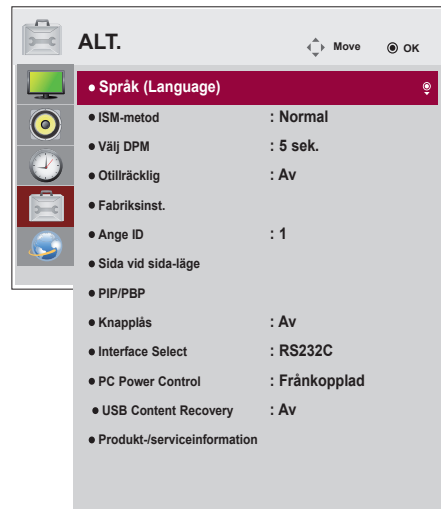 ALT. Move OK
● Språk (Language)
● ISM-metod : Normal
● Välj DPM : 5 sek.
● Otillräcklig : Av
● Fabriksinst.
● Ange ID : 1
● Sida vid sida-läge
● PIP/PBP
● Knapplås : Av
● Interface Select : RS232C
● PC Power Control : Frånkopplad
● USB Content Recovery : Av
● Produkt-/serviceinformation